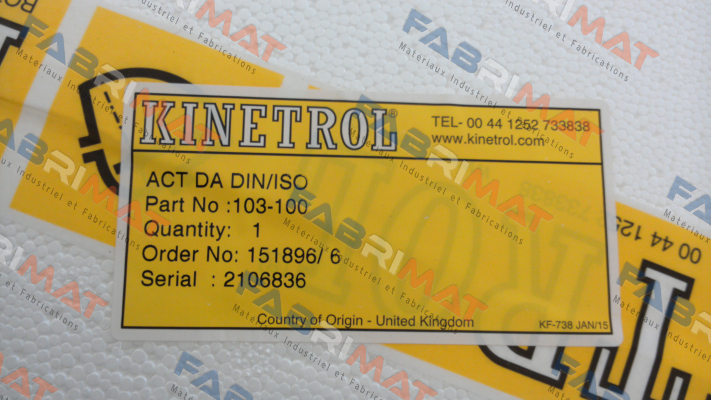 KINETROL®
TEL- 00 44 1252 733838
www.kinetrol.com
ACT DA DIN/ISO
Part No :103-100
Quantity: 1
Order No: 151896/ 6
Serial : 2106836
Country of Origin - United Kingdom
KF-738 JAN/15
00 44 125
FABRIMAT
Matériaux Industriel et Fabrications